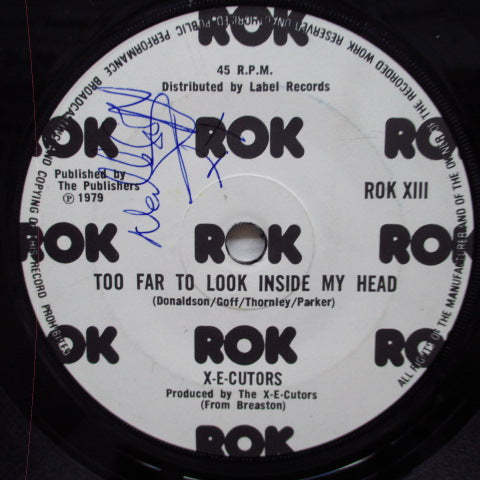 BROADCASTING AND COPYING OF THIS RECORD PROHIBITED
ALL RIGHTS OF THE MANUFACTURER AND OF THE OWNER OF THE RECORDED WORK RESERVED UNAUTHORISED PUBLIC PERFORMANCE
ROK
45 R.P.M.
Distributed by Label Records
ROK ROK ROK
Published by
The Publishers
℗ 1979
ROK XIII
ROK ROK ROK
TOO FAR TO LOOK INSIDE MY HEAD
(Donaldson/Goff/Thornley/Parker)
ROK ROK ROK
X-E-CUTORS
Produced by The X-E-Cutors
(From Breaston)
ROK